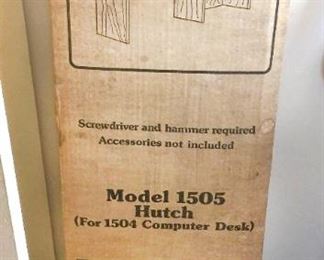 Screwdriver and hammer required
Accessories not included
Model 1505
Hutch
(For 1504 Computer Desk)